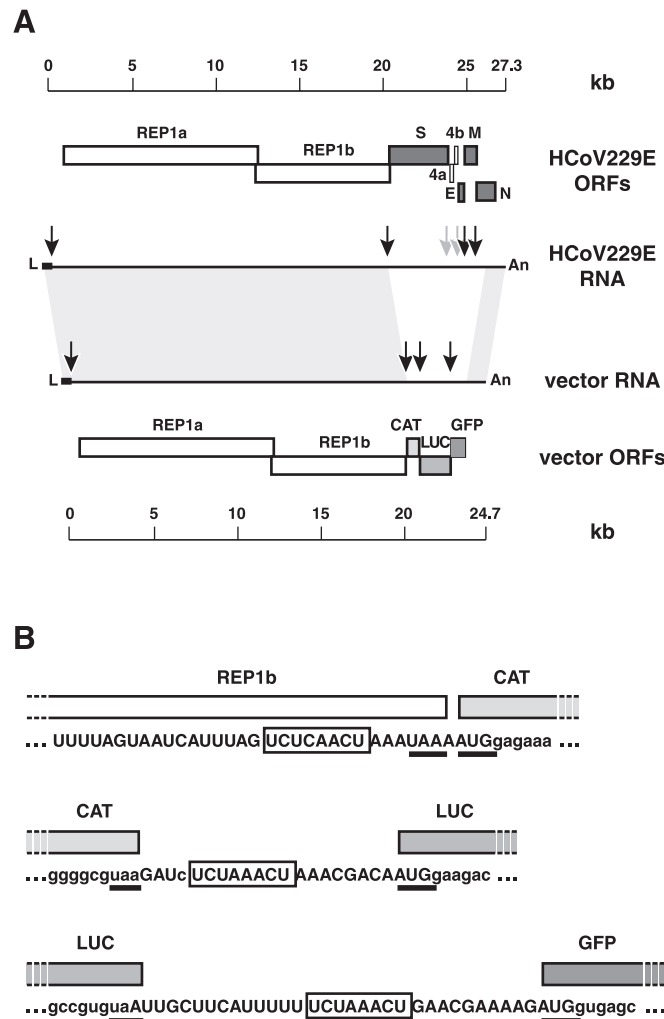 A
0 5 10 15 20 25 27.3
kb
REP1a
REP1b
S
4b
M
4a
E
N
HCoV229E
ORFs
L
An
HCoV229E
RNA
L
An
vector RNA
REP1a
REP1b
CAT
LUC
GFP
vector ORFs
0 5 10 15 20 24.7
kb
B
REP1b CAT
... UUUUAGUAAUCAUUUAG UCUCAACU AAAUAAAAUGgagaaa ...
CAT LUC
...ggggcguaaGAUc UCUAAACU AAACGACAAUGgaagac ...
LUC GFP
...gccguguaAUUGCUUCAUUUUU UCUAAACU GAACGAAAAGAUGgugagc ...